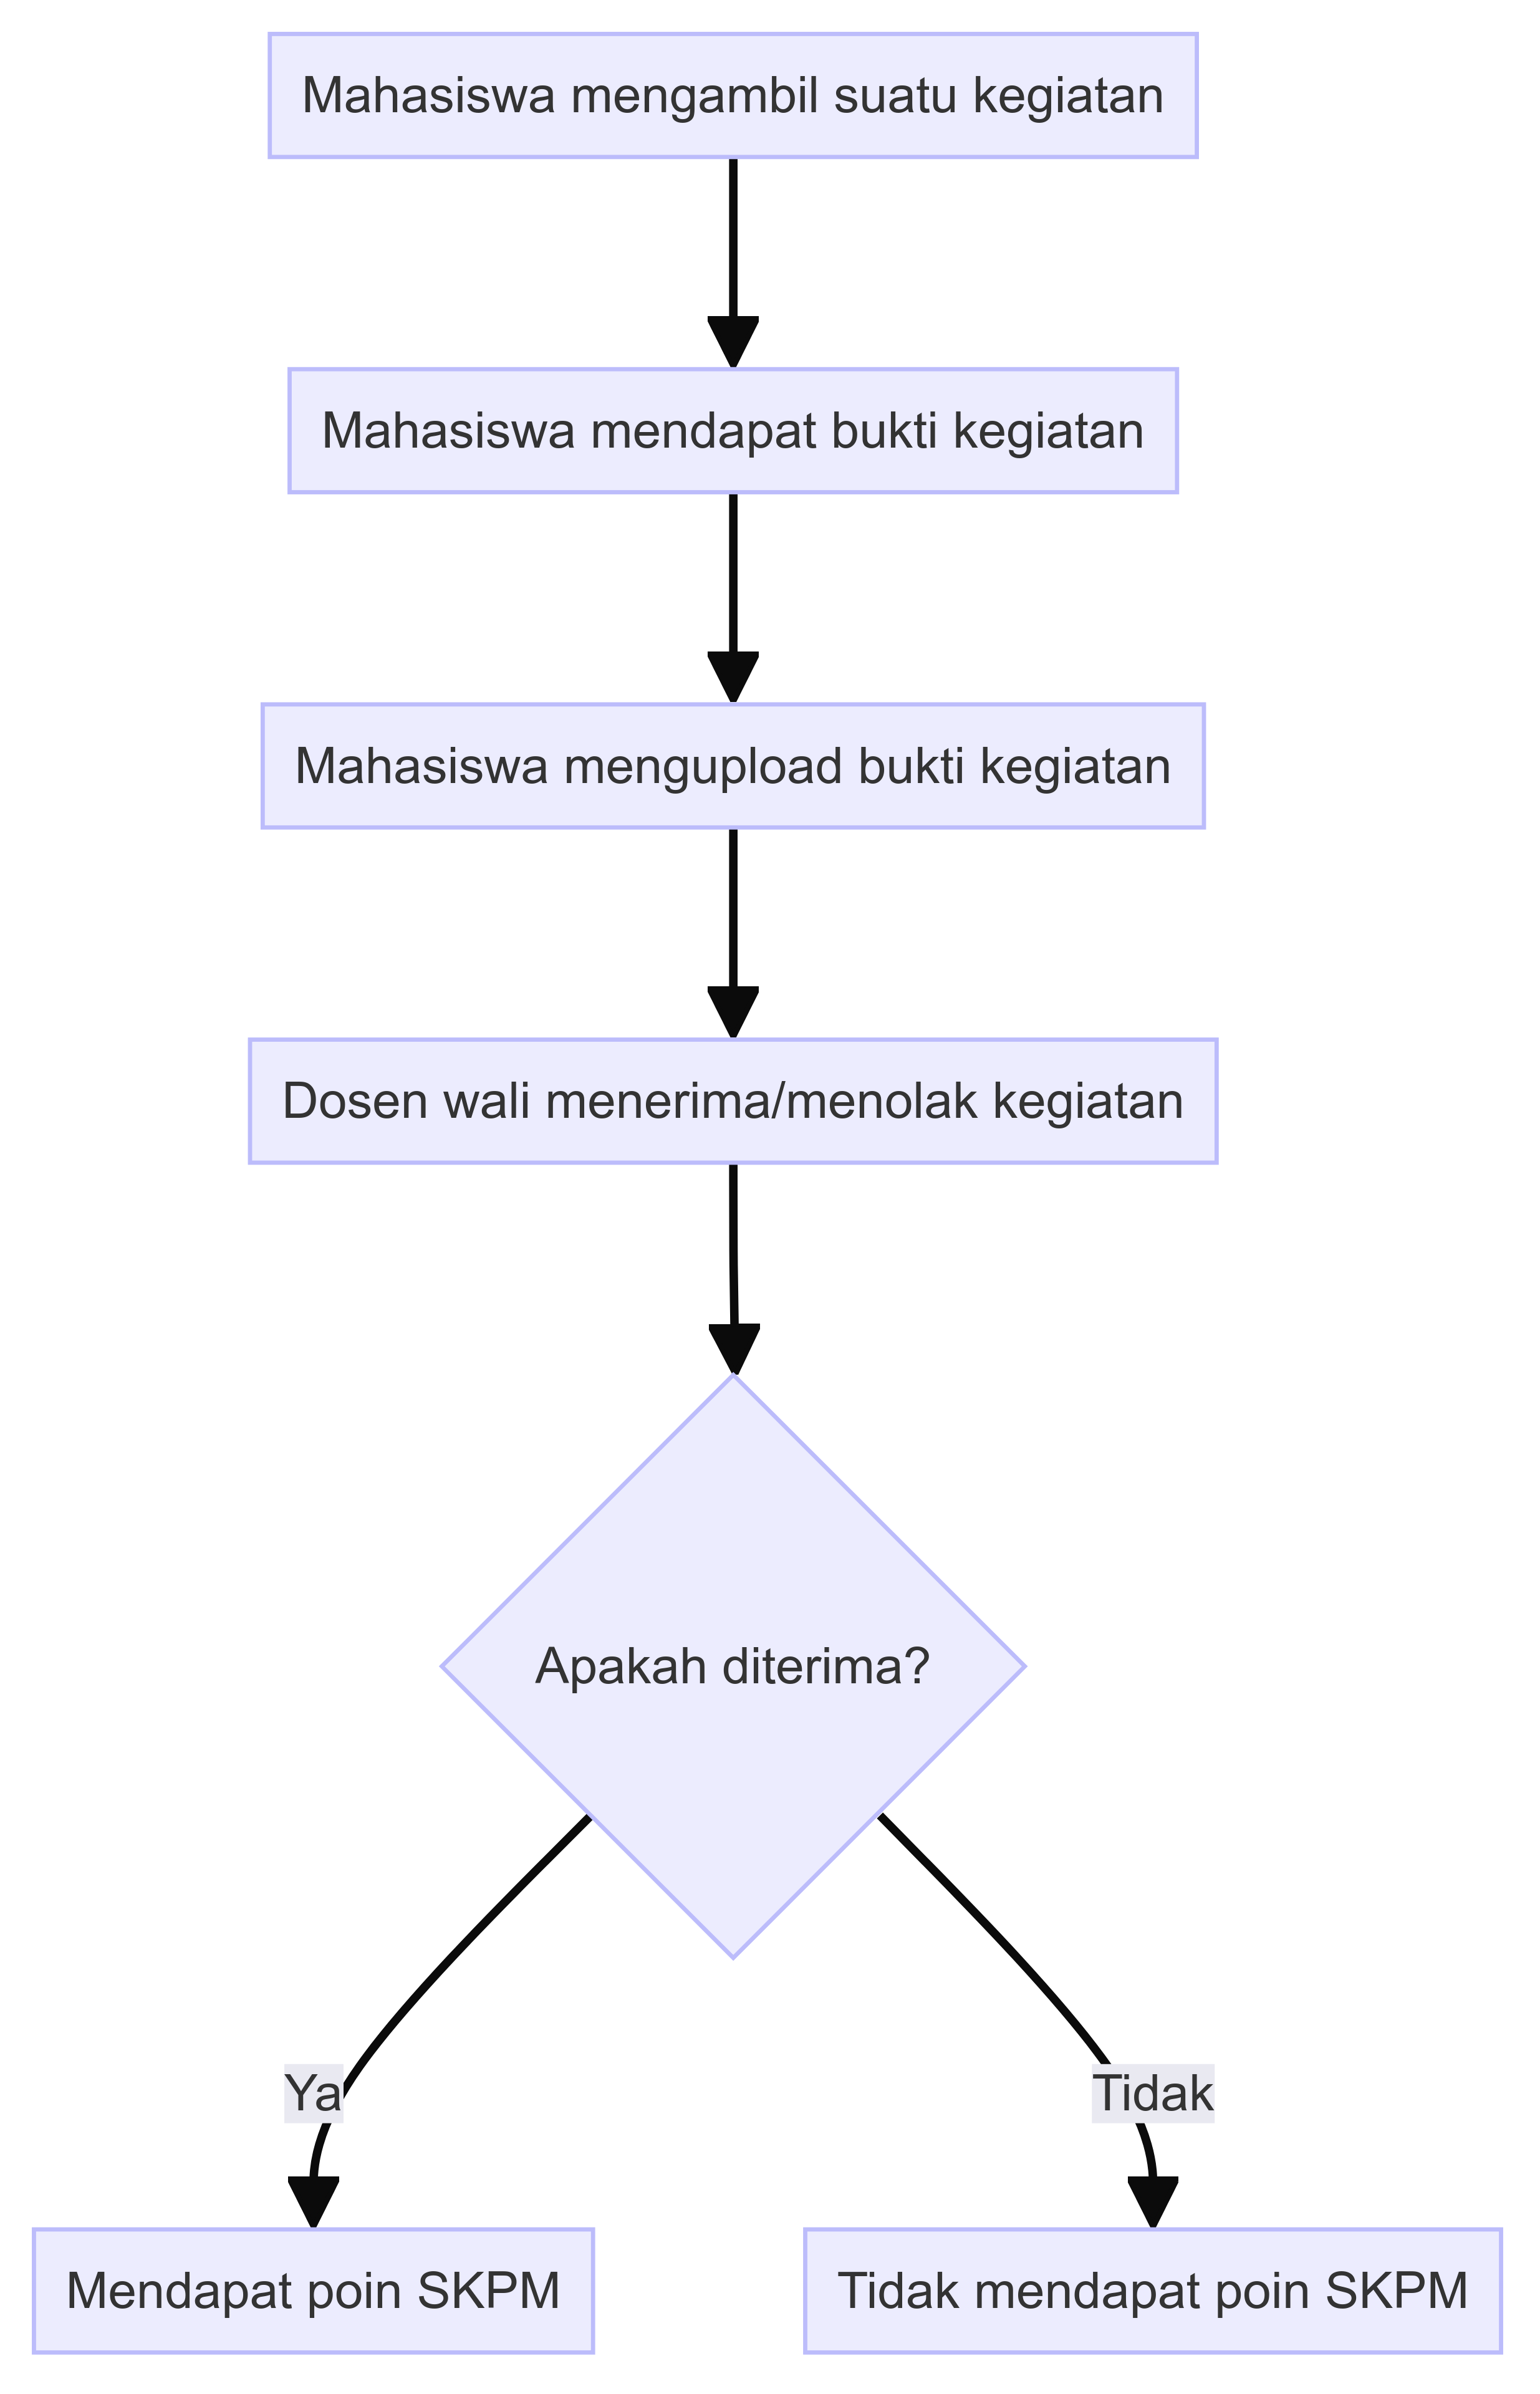 Mahasiswa mengambil suatu kegiatan
Mahasiswa mendapat bukti kegiatan
Mahasiswa mengupload bukti kegiatan
Dosen wali menerima/menolak kegiatan
Apakah diterima?
Ya
Tidak
Mendapat poin SKPM
Tidak mendapat poin SKPM